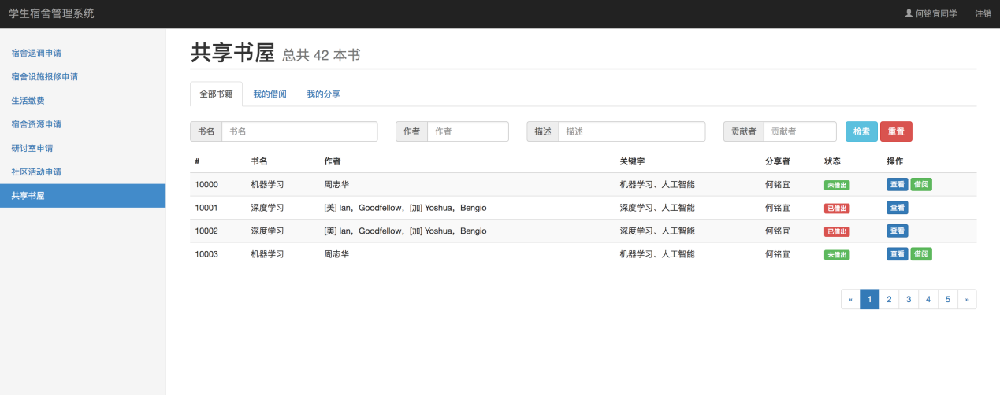 学生宿舍管理系统 何铭宜同学 注销
宿舍退调申请
宿舍设施报修申请
生活缴费
宿舍资源申请
研讨室申请
社区活动申请
共享书屋
共享书屋 总共 42 本书
全部书籍 我的借阅 我的分享
书名 书名 作者 作者 描述 描述 贡献者 贡献者 检索 重置
# 书名 作者 关键字 分享者 状态 操作
10000 机器学习 周志华 机器学习、人工智能 何铭宜 未借出 查看 借阅
10001 深度学习 [美] Ian，Goodfellow，[加] Yoshua，Bengio 深度学习、人工智能 何铭宜 已借出 查看
10002 深度学习 [美] Ian，Goodfellow，[加] Yoshua，Bengio 深度学习、人工智能 何铭宜 已借出 查看
10003 机器学习 周志华 机器学习、人工智能 何铭宜 未借出 查看 借阅
« 1 2 3 4 5 »